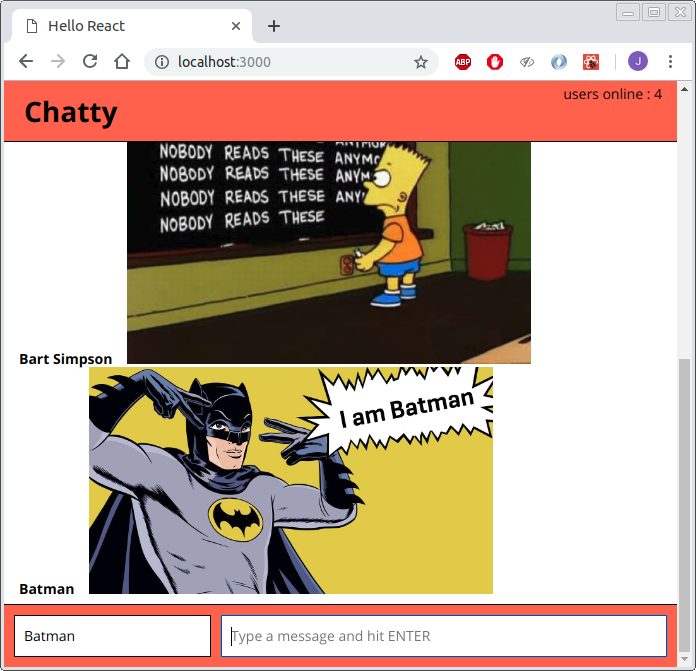 Hello React
localhost:3000
ABP
J
users online : 4
Chatty
NOBODY READS THESE ANYMO
NOBODY READS THESE ANYM
NOBODY READS THESE ANY
NOBODY READS THESE
Bart Simpson
I am Batman
Batman
Batman
Type a message and hit ENTER